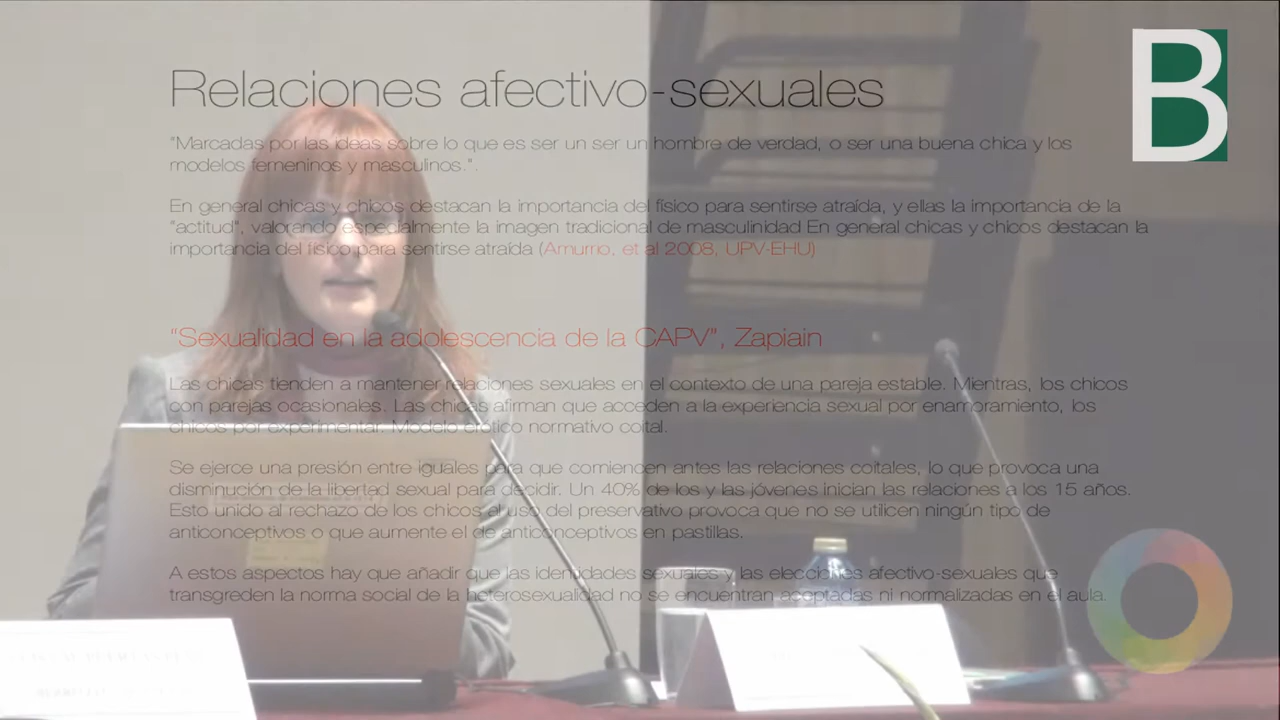 B
Relaciones afectivo-sexuales
"Marcadas por las ideas sobre lo que es ser un ser un hombre de verdad, o ser una buena chica y los
modelos femeninos y masculinos.".
En general chicas y chicos destacan la importancia del físico para sentirse atraída, y ellas la importancia de la
"actitud", valorando especialmente la imagen tradicional de masculinidad En general chicas y chicos destacan la
importancia del físico para sentirse atraída (Amurrio, et al 2008, UPV-EHU)
"Sexualidad en la adolescencia de la CAPV", Zapiain
Las chicas tienden a mantener relaciones sexuales en el contexto de una pareja estable. Mientras, los chicos
con parejas ocasionales. Las chicas afirman que acceden a la experiencia sexual por enamoramiento, los
chicos por experimentar. Modelo erótico normativo coital.
Se ejerce una presión entre iguales para que comiencen antes las relaciones coitales, lo que provoca una
disminución de la libertad sexual para decidir. Un 40% de los y las jóvenes inician las relaciones a los 15 años.
Esto unido al rechazo de los chicos al uso del preservativo provoca que no se utilicen ningún tipo de
anticonceptivos o que aumente el de anticonceptivos en pastillas.
A estos aspectos hay que añadir que las identidades sexuales y las elecciones afectivo-sexuales que
transgreden la norma social de la heterosexualidad no se encuentran aceptadas ni normalizadas en el aula.